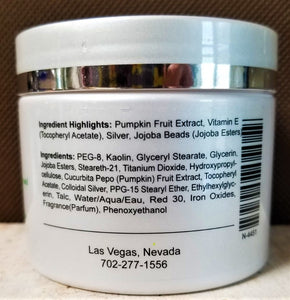 Ingredient Highlights: Pumpkin Fruit Extract, Vitamin E
(Tocopheryl Acetate), Silver, Jojoba Beads (Jojoba Esters)
Ingredients: PEG-8, Kaolin, Glyceryl Stearate, Glycerin,
Jojoba Esters, Steareth-21, Titanium Dioxide, Hydroxypropyl-
cellulose, Cucurbita Pepo (Pumpkin) Fruit Extract, Tocopheryl
Acetate, Colloidal Silver, PPG-15 Stearyl Ether, Ethylhexylglyc-
erin, Talc, Water/Aqua/Eau, Red 30, Iron Oxides,
Fragrance(Parfum), Phenoxyethanol
N-4451
Las Vegas, Nevada
702-277-1556